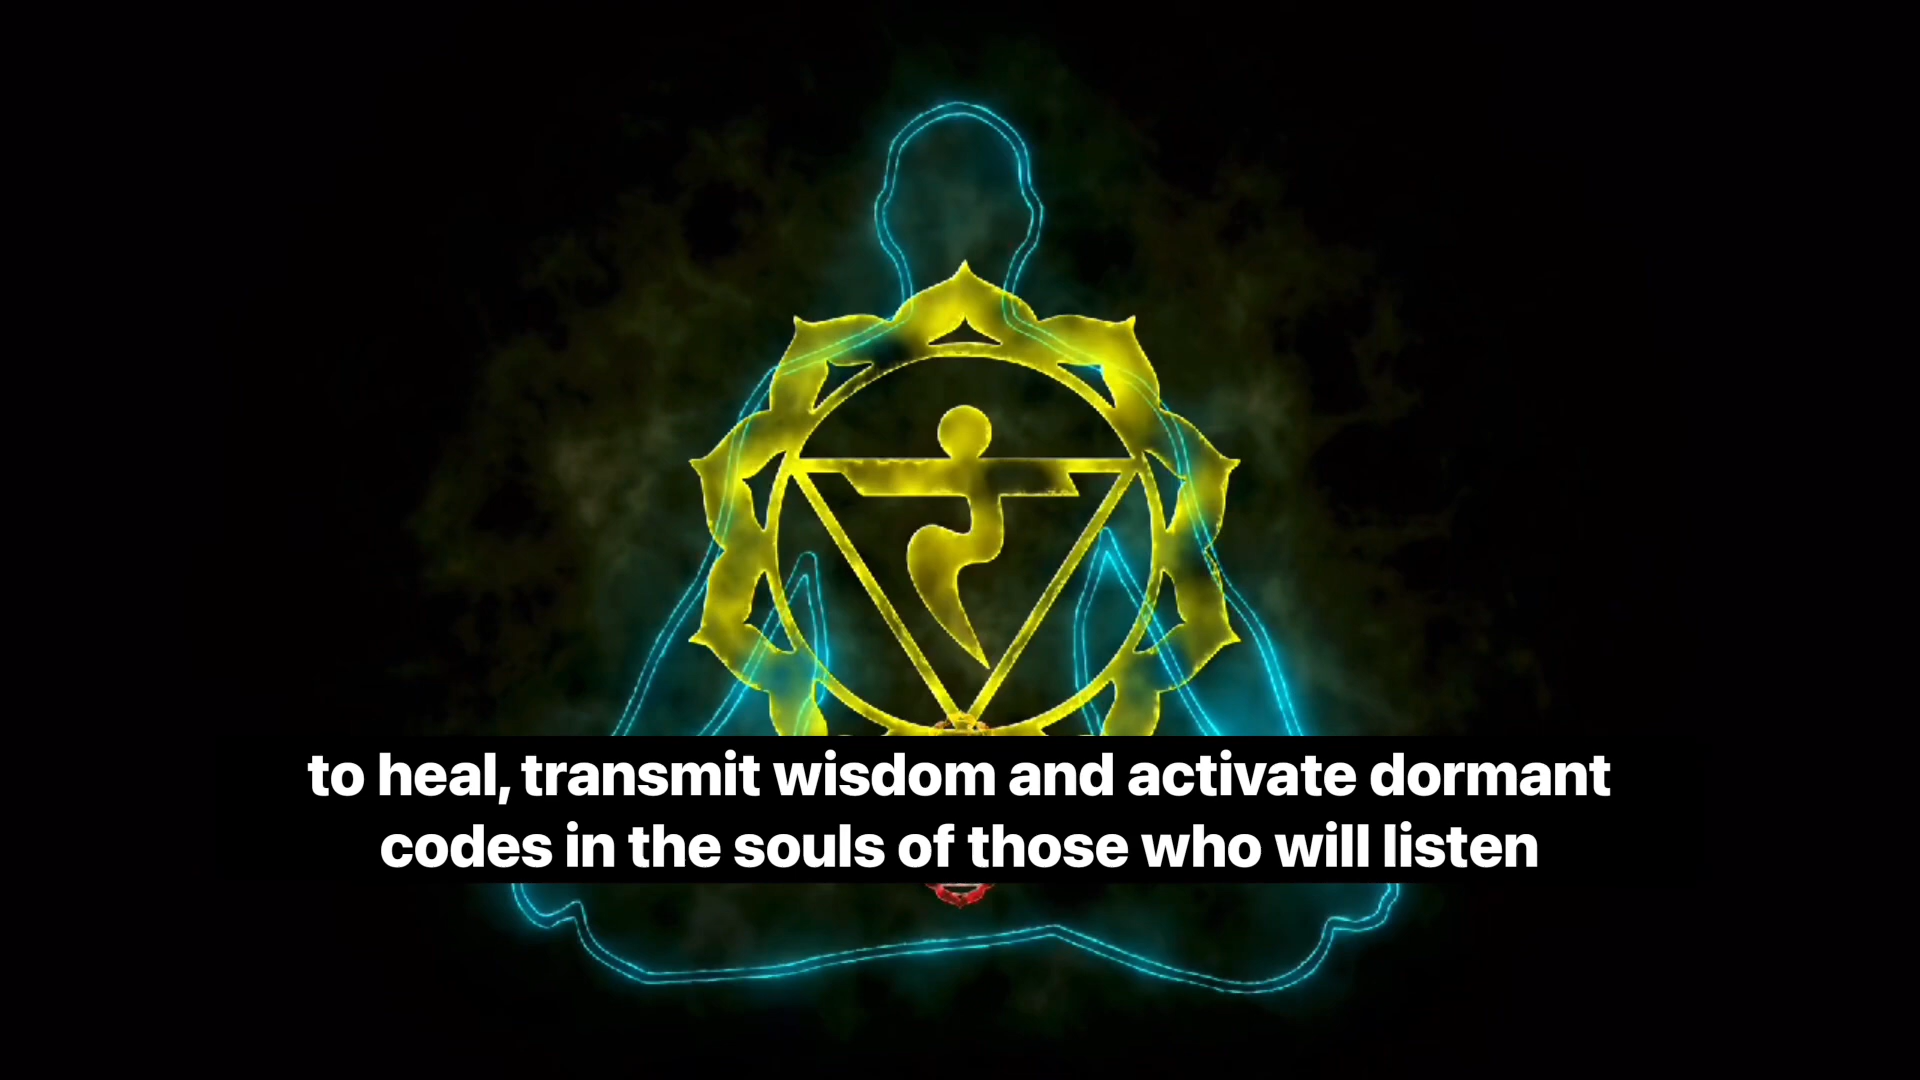 to heal, transmit wisdom and activate dormant
codes in the souls of those who will listen